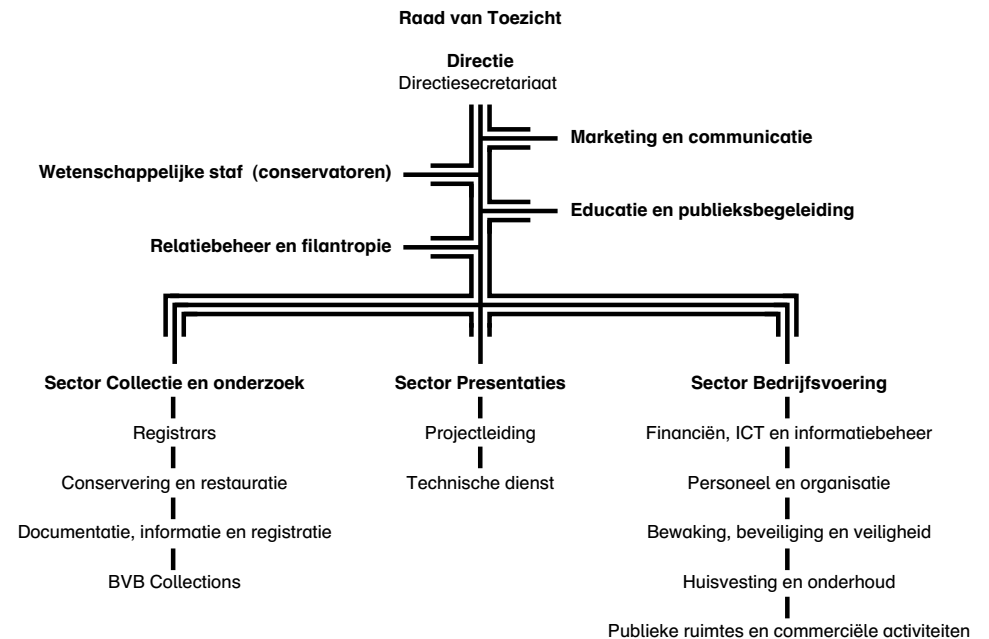 Raad van Toezicht
Directie
Directiesecretariaat
Marketing en communicatie
Wetenschappelijke staf (conservatoren)
Educatie en publieksbegeleiding
Relatiebeheer en filantropie
Sector Collectie en onderzoek
Registrars
Conservering en restauratie
Documentatie, informatie en registratie
BVB Collections
Sector Presentaties
Projectleiding
Technische dienst
Sector Bedrijfsvoering
Financiën, ICT en informatiebeheer
Personeel en organisatie
Bewaking, beveiliging en veiligheid
Huisvesting en onderhoud
Publieke ruimtes en commerciële activiteiten